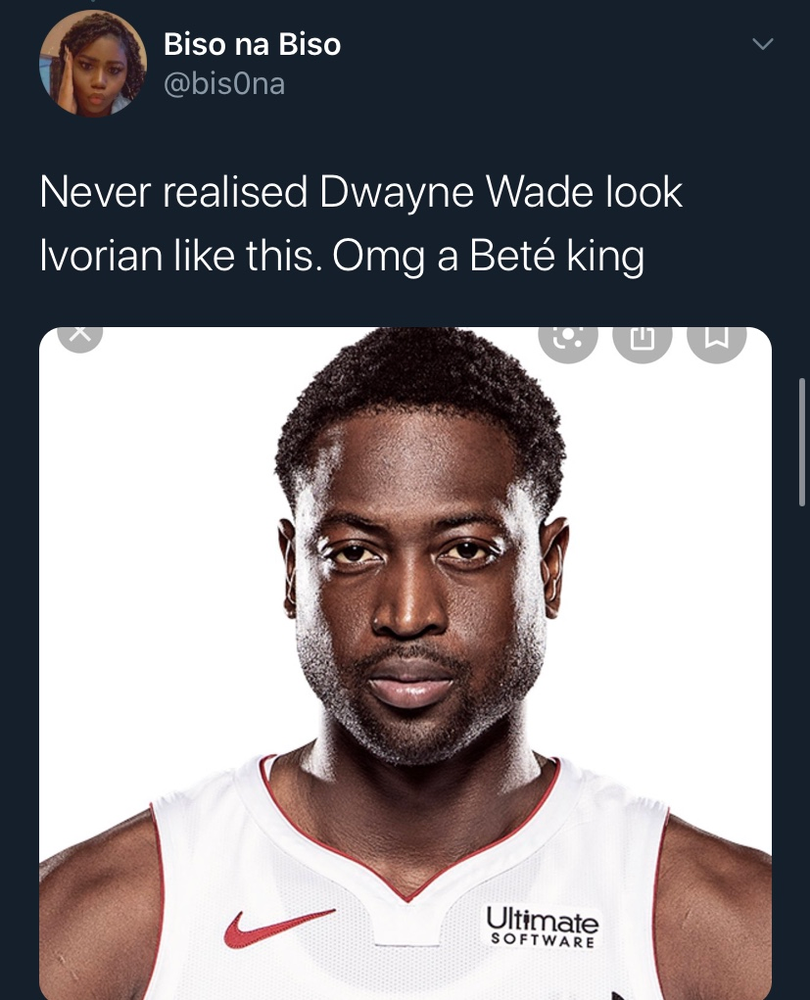 Biso na Biso
@bis0na
Never realised Dwayne Wade look
Ivorian like this. Omg a Beté king
Ultimate
SOFTWARE